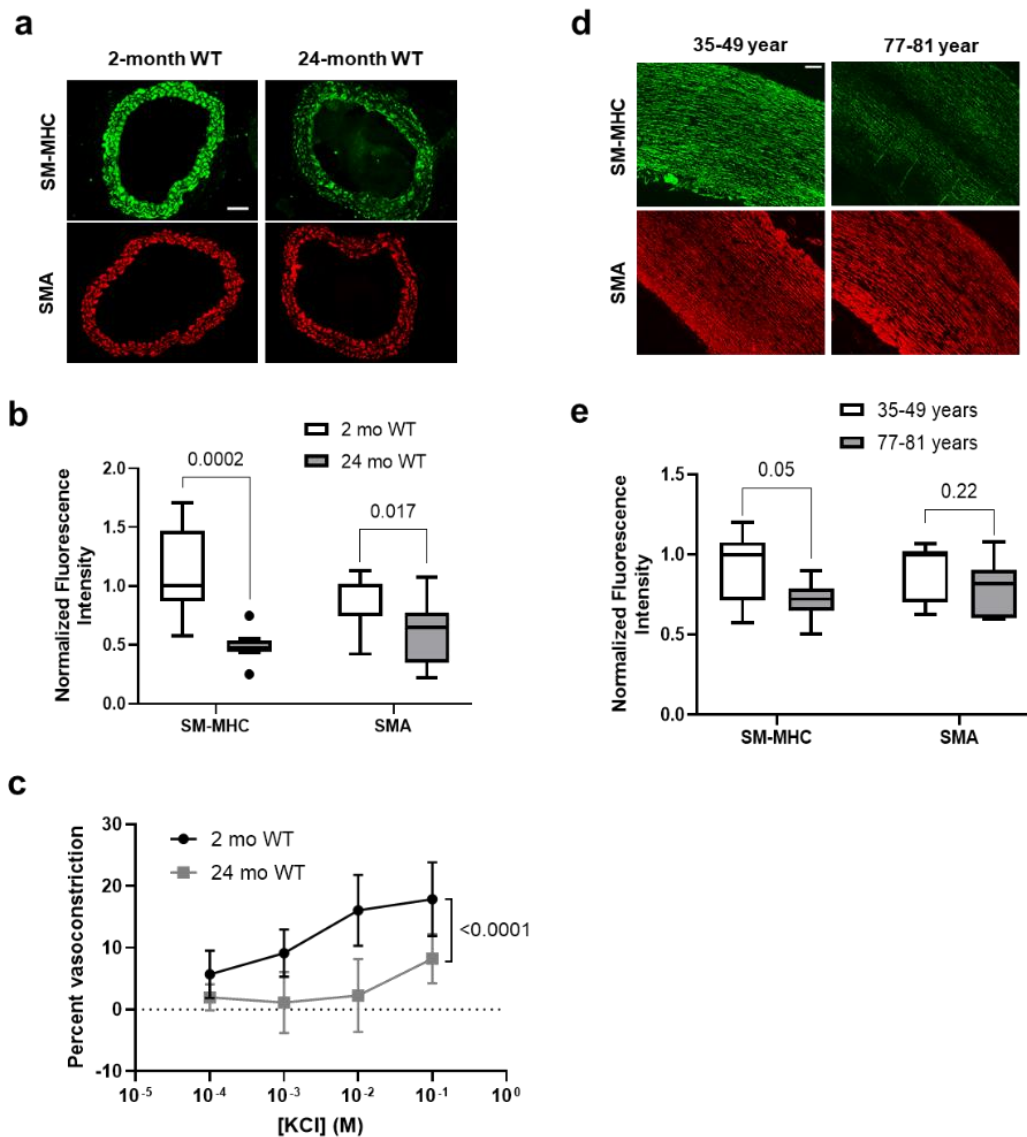 a
2-month WT
24-month WT
SM-MHC
SMA
b
2 mo WT
24 mo WT
Normalized Fluorescence
Intensity
2.0
1.5
1.0
0.5
0.0
0.0002
0.017
SM-MHC
SMA
c
2 mo WT
24 mo WT
Percent vasoconstriction
30
20
10
0
-10
<0.0001
10⁻⁵
10⁻⁴
10⁻³
10⁻²
10⁻¹
10⁰
[KCl] (M)
d
35-49 year
77-81 year
SM-MHC
SMA
e
35-49 years
77-81 years
Normalized Fluorescence
Intensity
1.5
1.0
0.5
0.0
0.05
0.22
SM-MHC
SMA